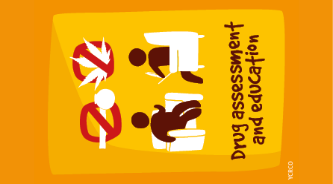 Drug assessment
and education
YCECO